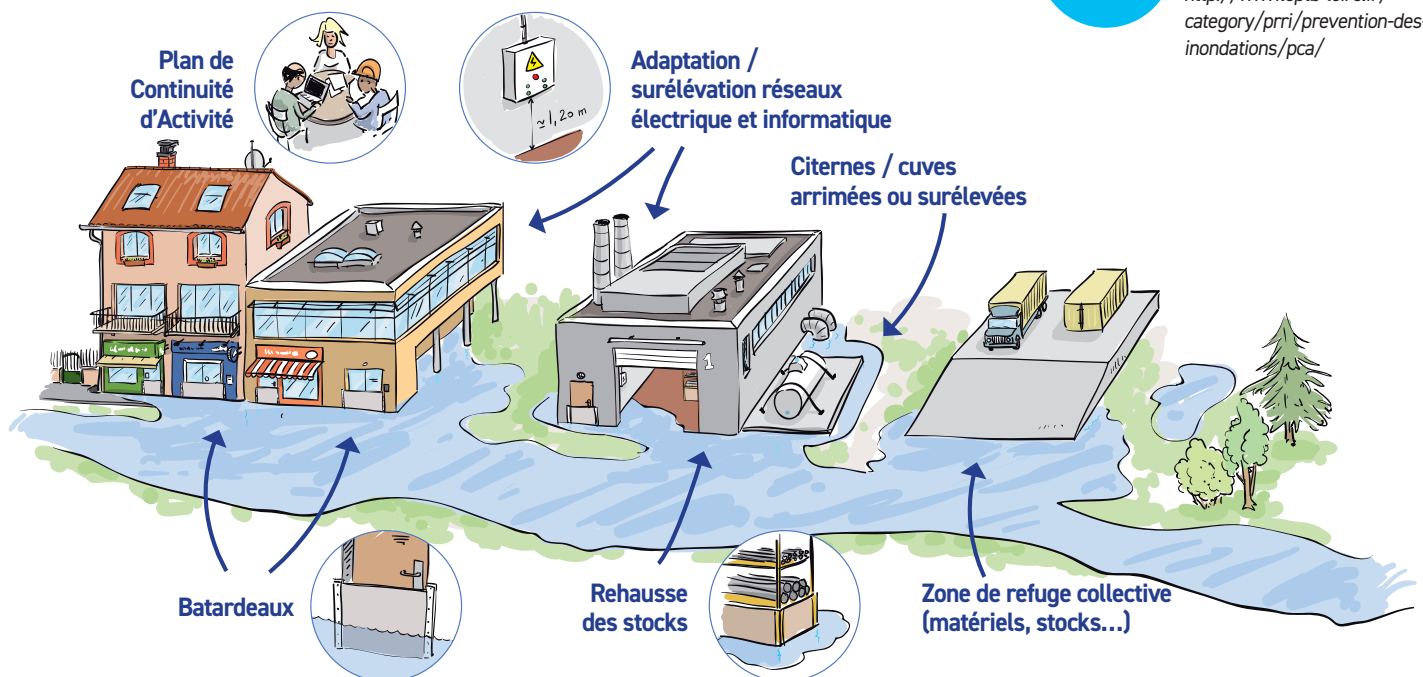 category/prri/prevention-des-
inondations/pca/
Plan de
Continuité
d'Activité
≃1,20 m
Adaptation /
surélévation réseaux
électrique et informatique
Citernes / cuves
arrimées ou surélevées
1
Batardeaux
Rehausse
des stocks
Zone de refuge collective
(matériels, stocks...)